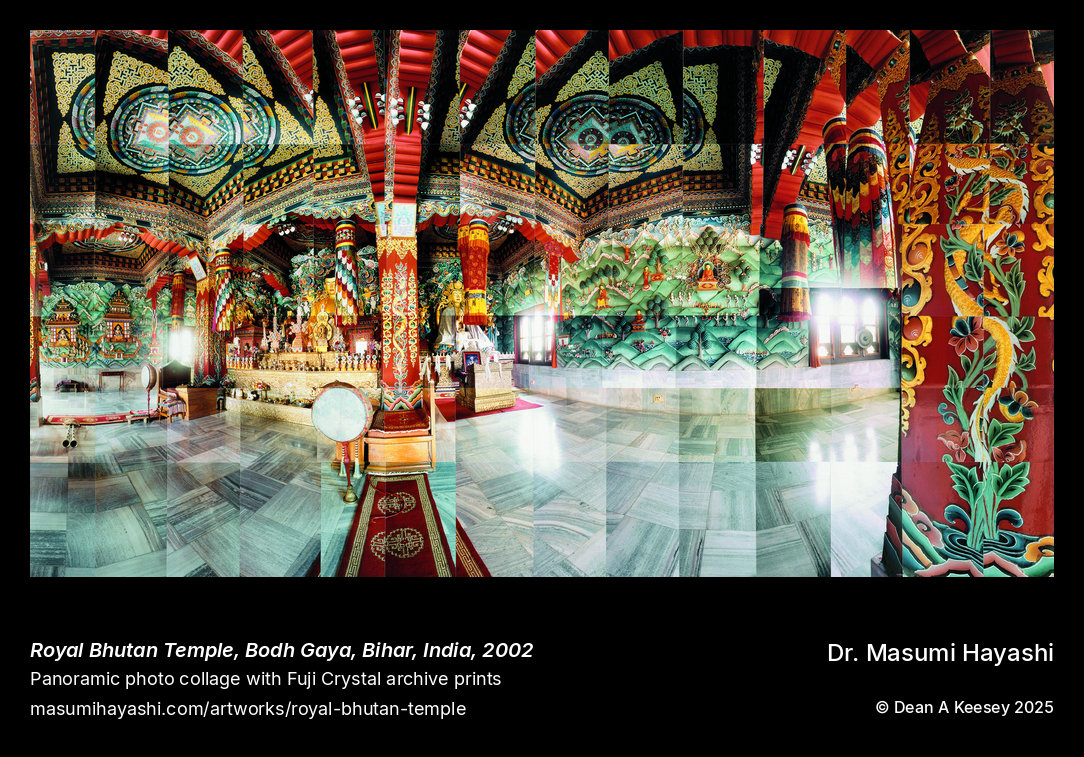 Royal Bhutan Temple, Bodh Gaya, Bihar, India, 2002
Panoramic photo collage with Fuji Crystal archive prints
masumihayashi.com/artworks/royal-bhutan-temple
Dr. Masumi Hayashi
© Dean A Keesey 2025